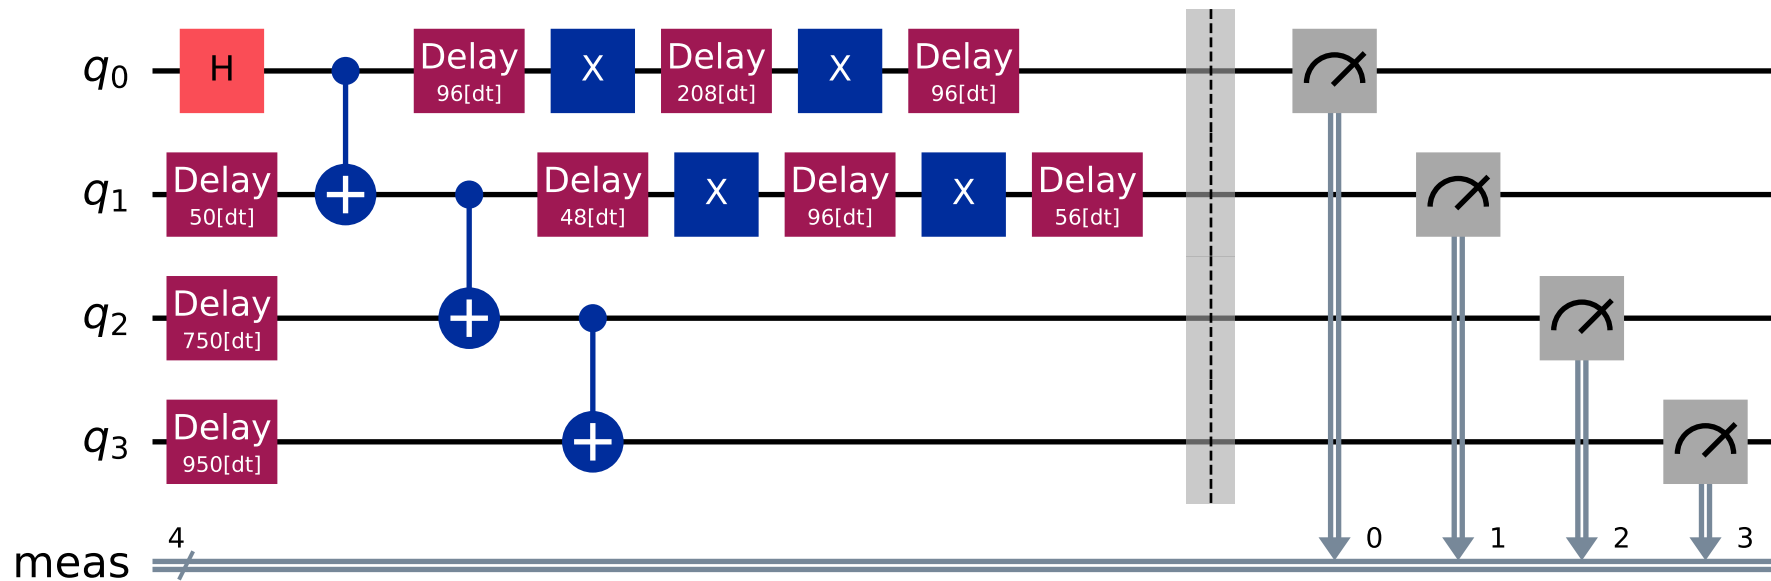 q0 H Delay X Delay X Delay
96[dt] 208[dt] 96[dt]
q1 Delay Delay X Delay X Delay
50[dt] 48[dt] 96[dt] 56[dt]
q2 Delay
750[dt]
q3 Delay
950[dt]
4 0 1 2 3
meas